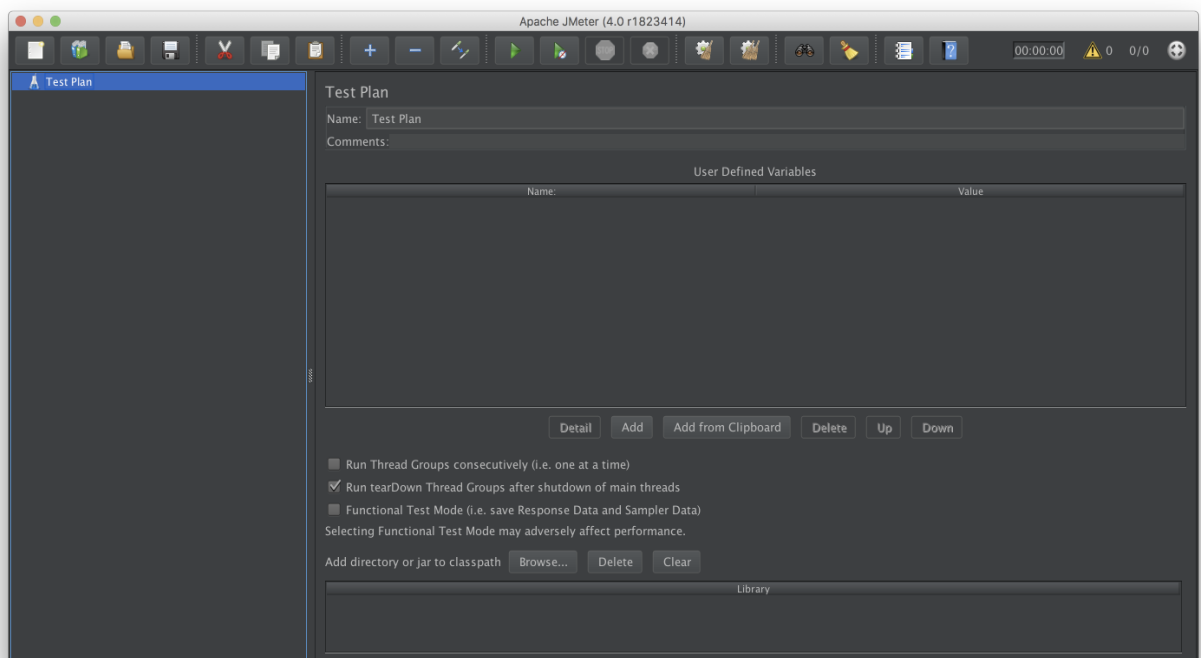 Apache JMeter (4.0 r1823414)
00:00:00 0 0/0
Test Plan
Test Plan
Name: Test Plan
Comments:
User Defined Variables
Name: Value
Detail Add Add from Clipboard Delete Up Down
Run Thread Groups consecutively (i.e. one at a time)
Run tearDown Thread Groups after shutdown of main threads
Functional Test Mode (i.e. save Response Data and Sampler Data)
Selecting Functional Test Mode may adversely affect performance.
Add directory or jar to classpath Browse... Delete Clear
Library